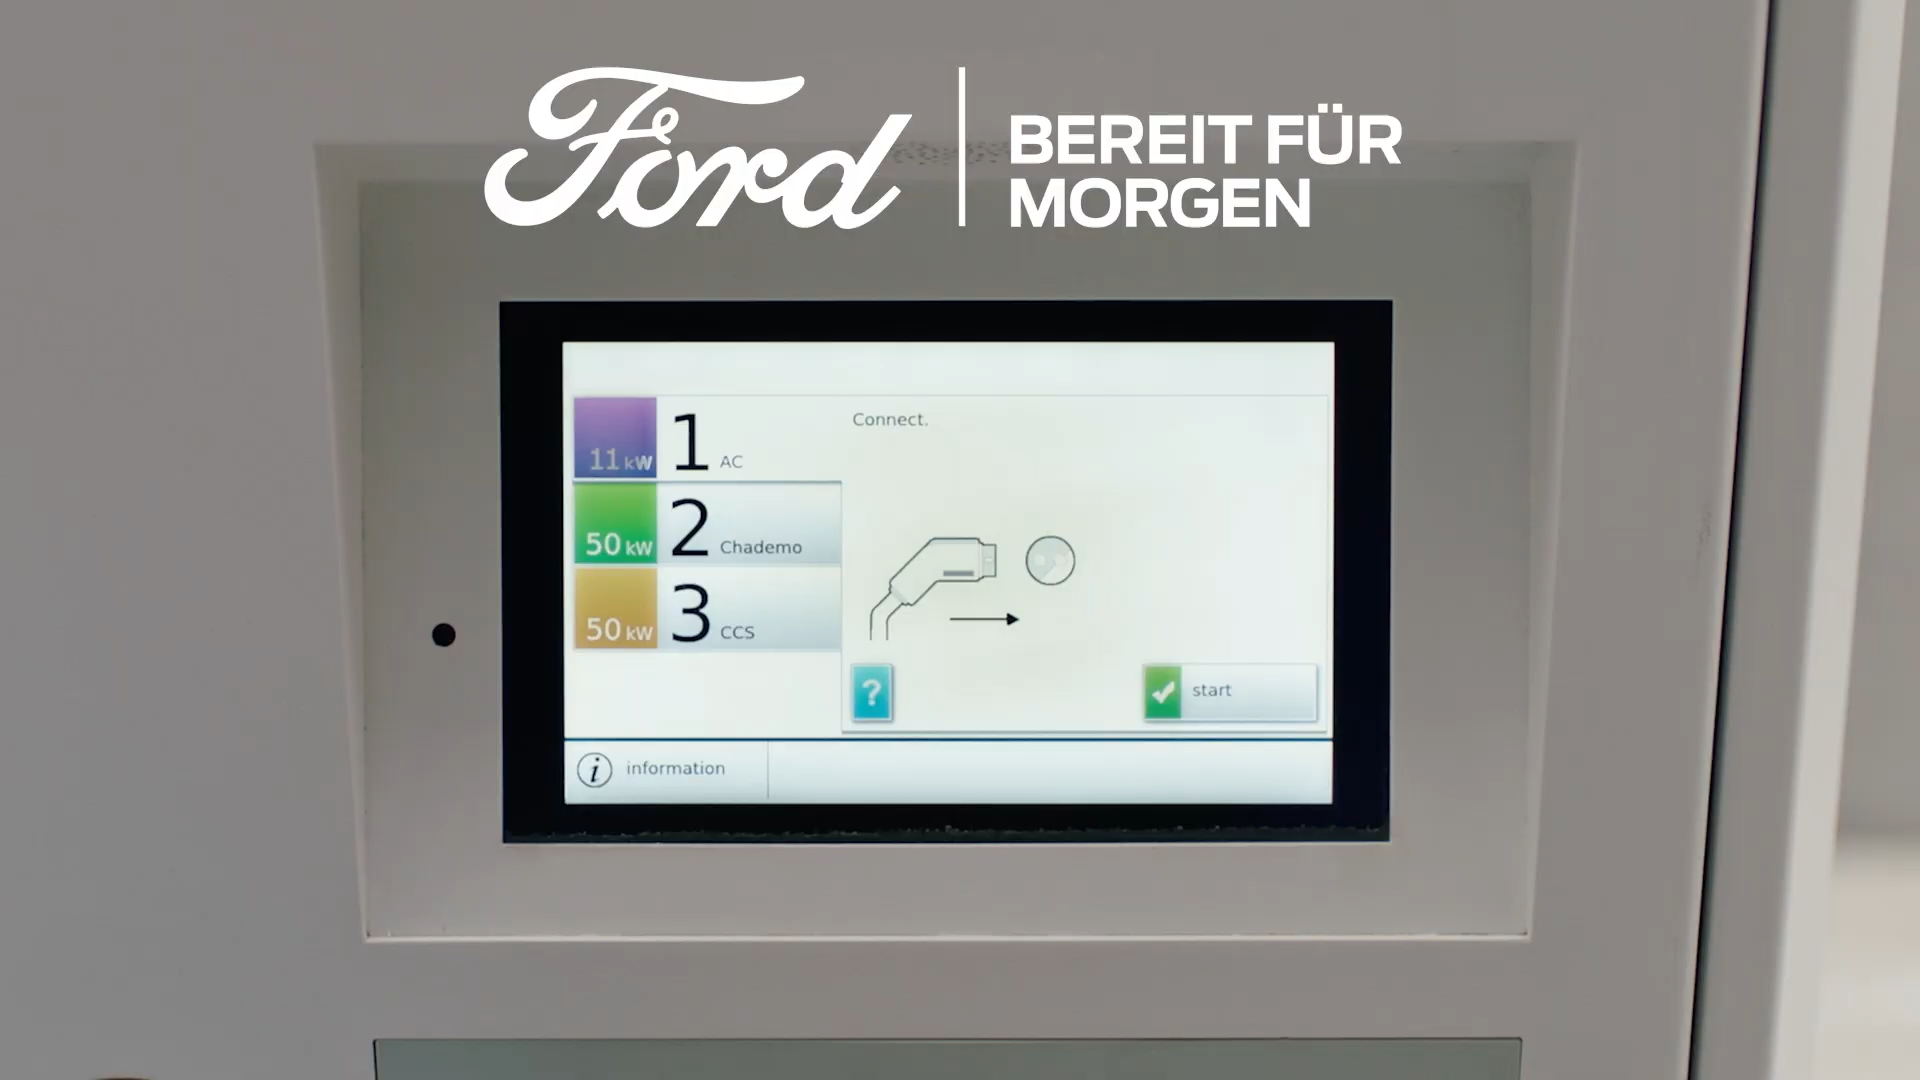 Ford
BEREIT FÜR
MORGEN
11 kW 1 AC
Connect.
50 kW 2 Chademo
50 kW 3 CCS
?
start
i information